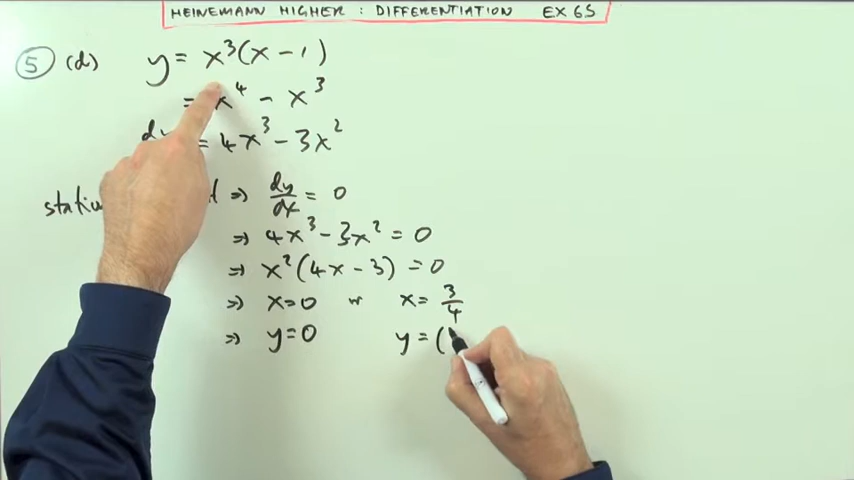 HEINEMANN HIGHER : DIFFERENTIATION EX 6S
5 (d) y = x³(x - 1)
= x⁴ - x³
= 4x³ - 3x²
⇒ dy/dx = 0
⇒ 4x³ - 3x² = 0
⇒ x²(4x - 3) = 0
⇒ x = 0 or x = 3/4
⇒ y = 0 y = (